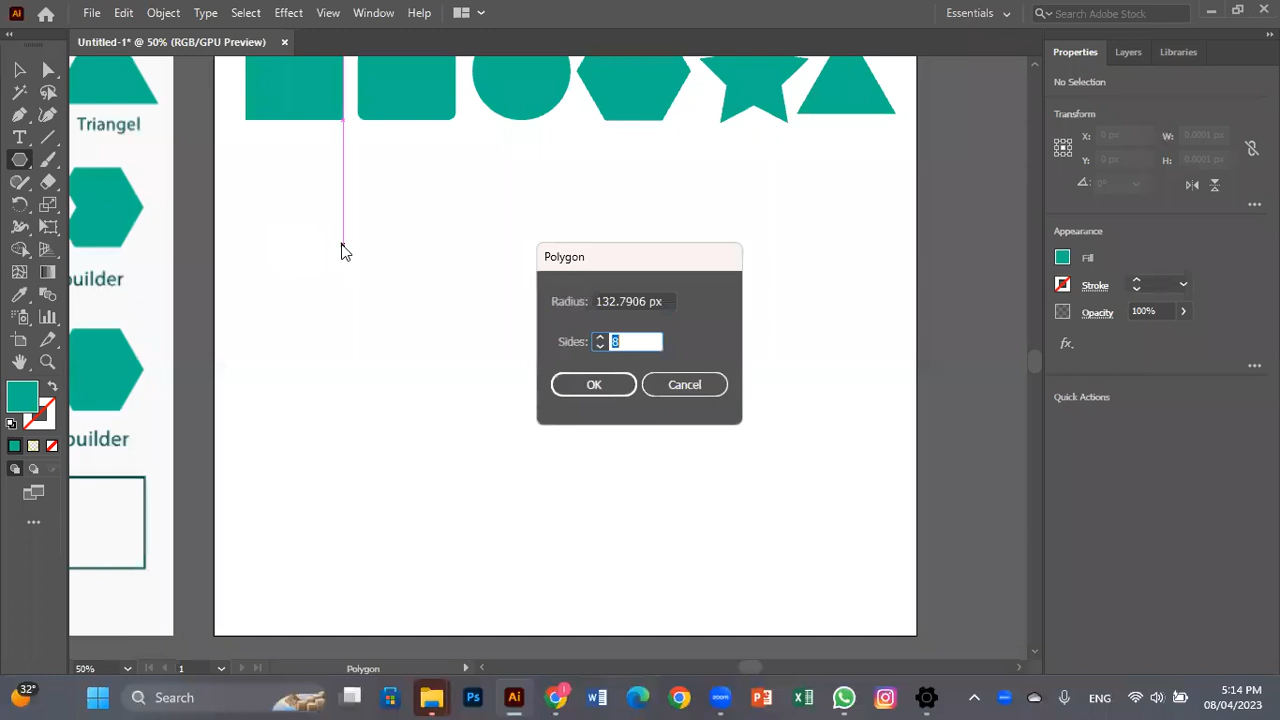 File Edit Object Type Select Effect View Window Help
Essentials
Search Adobe Stock
Untitled-1* @ 50% (RGB/GPU Preview)
Properties Layers Libraries
No Selection
Transform
X: 0 px W: 0.0001 px
Y: 0 px H: 0.0001 px
0°
Appearance
Fill
Stroke
Opacity 100%
fx.
Quick Actions
Triangel
builder
builder
Polygon
Radius: 132.7906 px
Sides: 8
OK Cancel
50% 1 Polygon
32° Search ENG 5:14 PM
08/04/2023